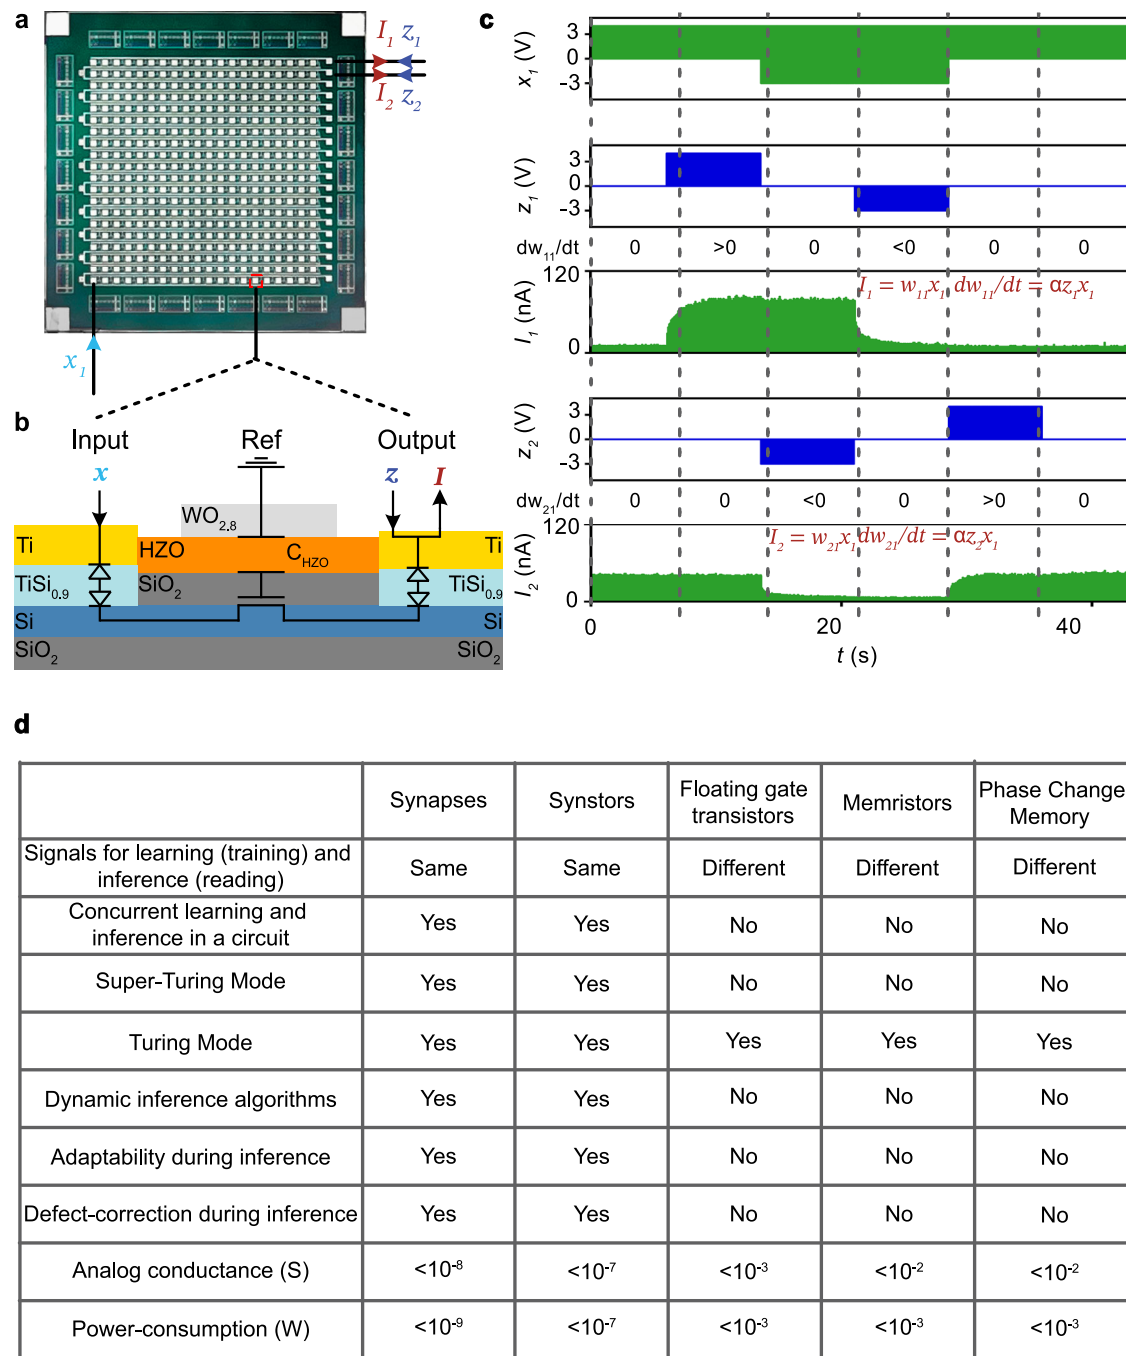 a
I₁ z₁
I₂ z₂
x₁
b
Input Ref Output
x z I
WO₂.₈
Ti HZO C_HZO Ti
TiSi₀.₉ SiO₂ TiSi₀.₉
Si Si
SiO₂ SiO₂
c
x₁ (V)
3
0
-3
z₁ (V)
3
0
-3
dw₁₁/dt 0 >0 0 <0 0 0
I₁ (nA)
120
0
I₁ = w₁₁x₁ dw₁₁/dt = αz₁x₁
z₂ (V)
3
0
-3
dw₂₁/dt 0 0 <0 0 >0 0
I₂ (nA)
120
0
I₂ = w₂₁x₁ dw₂₁/dt = αz₂x₁
0 20 40
t (s)
d
Synapses Synstors Floating gate transistors Memristors Phase Change Memory
Signals for learning (training) and inference (reading) Same Same Different Different Different
Concurrent learning and inference in a circuit Yes Yes No No No
Super-Turing Mode Yes Yes No No No
Turing Mode Yes Yes Yes Yes Yes
Dynamic inference algorithms Yes Yes No No No
Adaptability during inference Yes Yes No No No
Defect-correction during inference Yes Yes No No No
Analog conductance (S) <10⁻⁸ <10⁻⁷ <10⁻³ <10⁻² <10⁻²
Power-consumption (W) <10⁻⁹ <10⁻⁷ <10⁻³ <10⁻³ <10⁻³